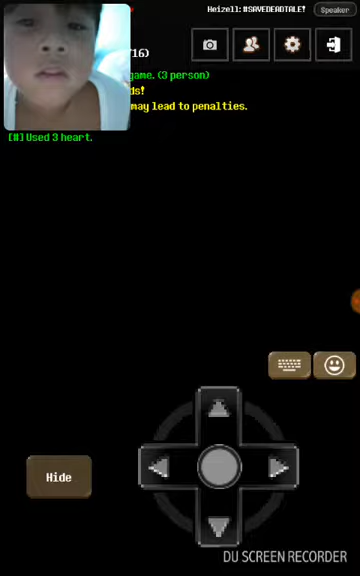 Heizell: #SAVEDEADTALE!
Speaker
/16)
game. (3 person)
ds!
may lead to penalties.
[#] Used 3 heart.
Hide
DU SCREEN RECORDER